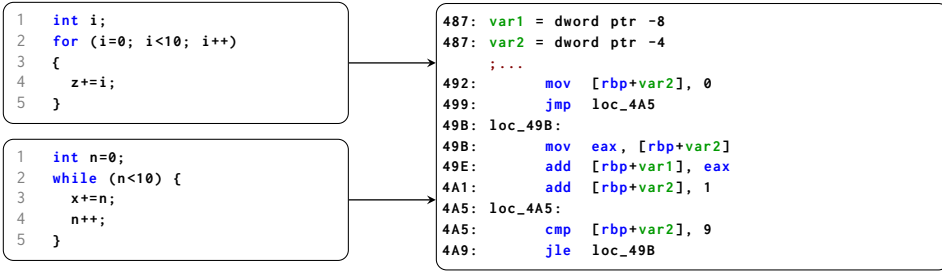 1 int i;
2 for (i=0; i<10; i++)
3 {
4 z+=i;
5 }
1 int n=0;
2 while (n<10) {
3 x+=n;
4 n++;
5 }
487: var1 = dword ptr -8
487: var2 = dword ptr -4
;...
492: mov [rbp+var2], 0
499: jmp loc_4A5
49B: loc_49B:
49B: mov eax, [rbp+var2]
49E: add [rbp+var1], eax
4A1: add [rbp+var2], 1
4A5: loc_4A5:
4A5: cmp [rbp+var2], 9
4A9: jle loc_49B